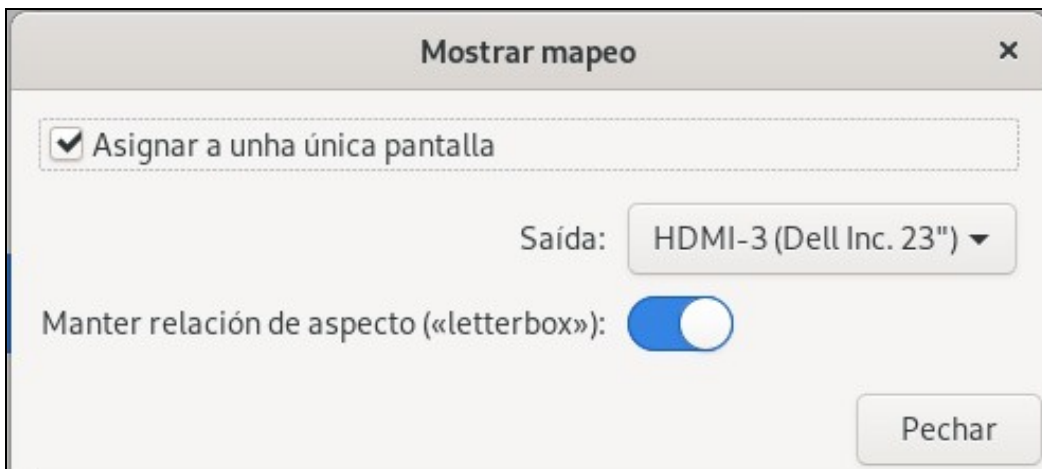 Mostrar mapeo
Asignar a unha única pantalla
Saída: HDMI-3 (Dell Inc. 23")
Manter relación de aspecto («letterbox»):
Pechar